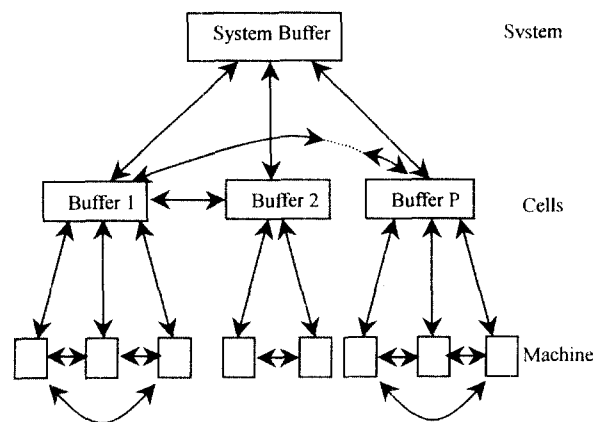 System Buffer
System
Buffer 1
Buffer 2
Buffer P
Cells
Machine